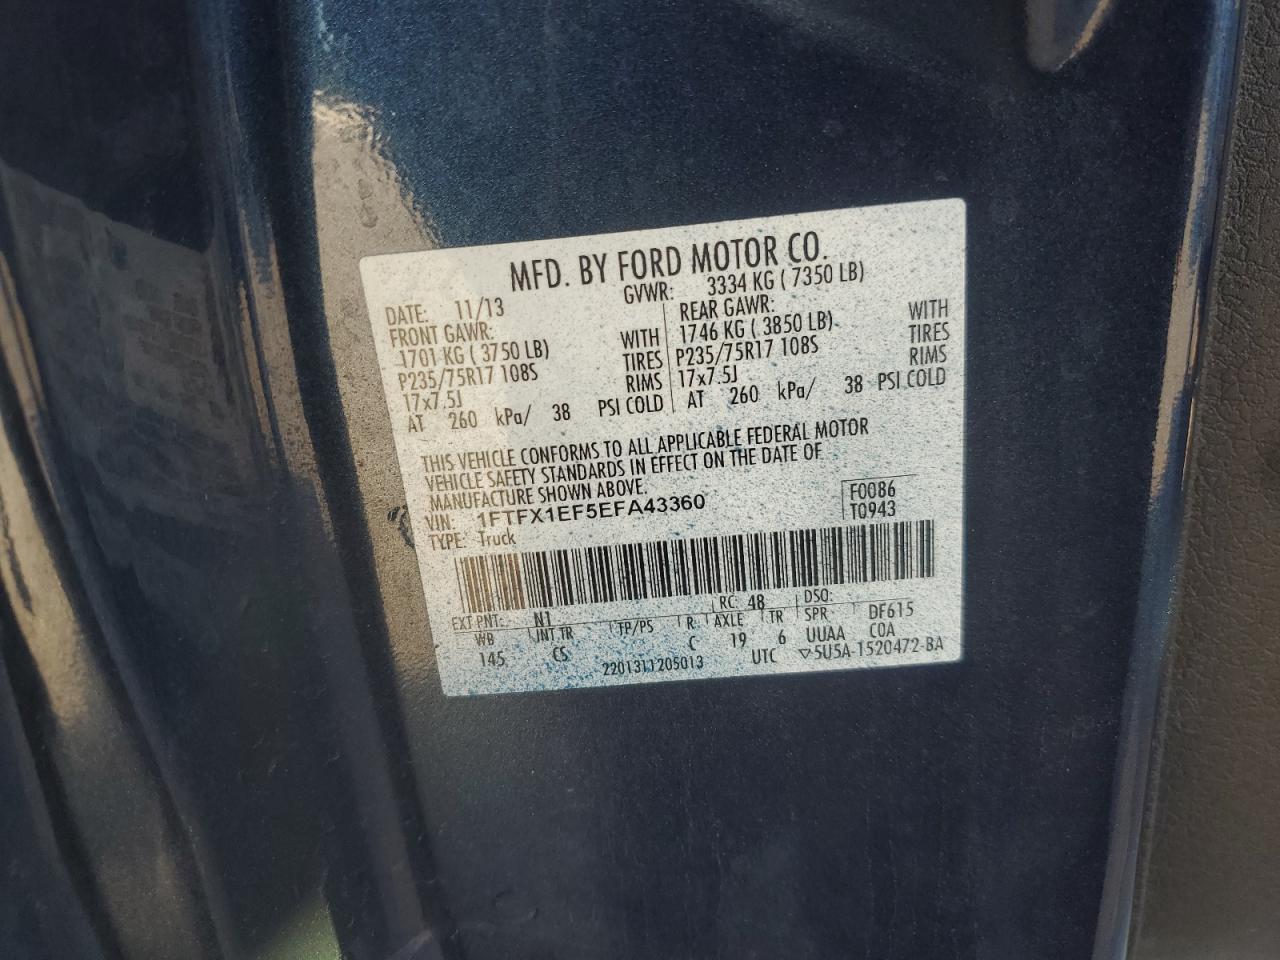 MFD. BY FORD MOTOR CO.
DATE: 11/13 GVWR: 3334 KG ( 7350 LB)
FRONT GAWR: REAR GAWR:
1701 KG ( 3750 LB) WITH 1746 KG ( 3850 LB) WITH
P235/75R17 108S TIRES P235/75R17 108S TIRES
17x7.5J RIMS 17x7.5J RIMS
AT 260 kPa/ 38 PSI COLD AT 260 kPa/ 38 PSI COLD
THIS VEHICLE CONFORMS TO ALL APPLICABLE FEDERAL MOTOR
VEHICLE SAFETY STANDARDS IN EFFECT ON THE DATE OF
MANUFACTURE SHOWN ABOVE.
VIN: 1FTFX1EF5EFA43360 F0086
TYPE: Truck T0943
EXT PNT: N1 RC: 48 DSO:
WB INT TR TP/PS R AXLE TR SPR DF615
145 CS C 19 6 UUAA COA
2201311205013 UTC ▽5U5A-1520472-BA